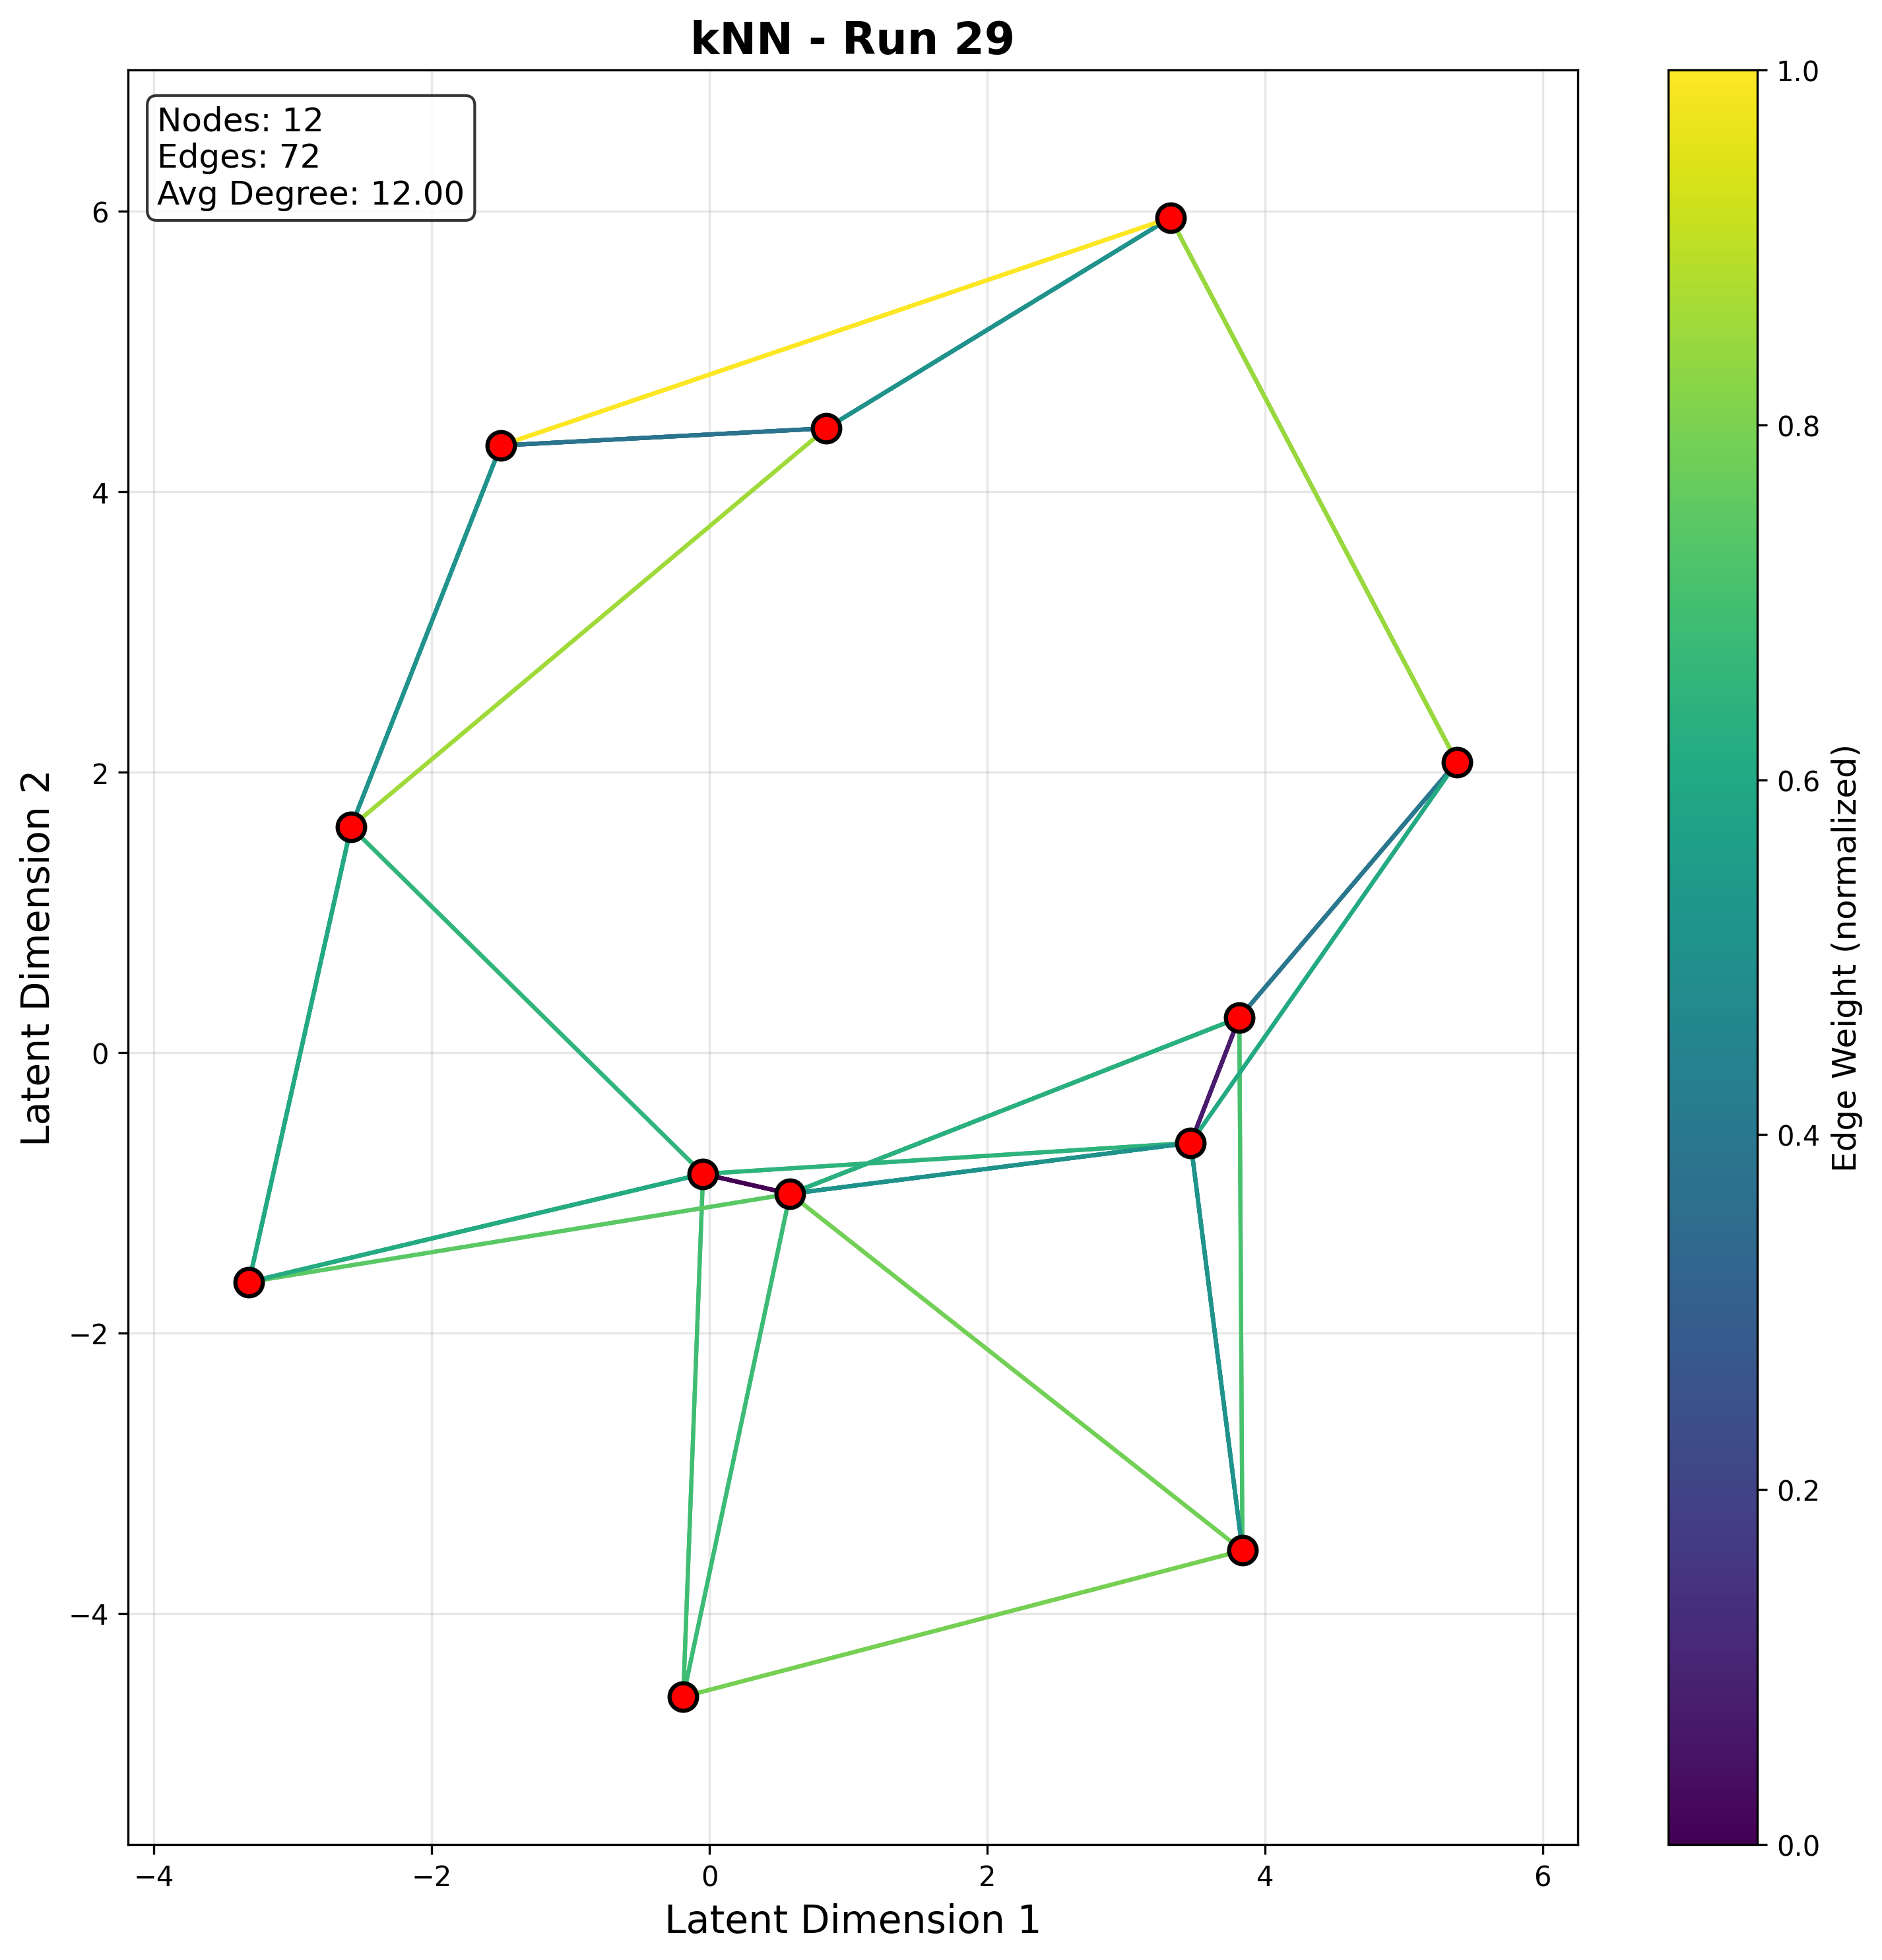 kNN - Run 29
Nodes: 12
Edges: 72
Avg Degree: 12.00
6
4
2
0
−2
−4
−4
−2
0
2
4
6
Latent Dimension 1
Latent Dimension 2
1.0
0.8
0.6
0.4
0.2
0.0
Edge Weight (normalized)